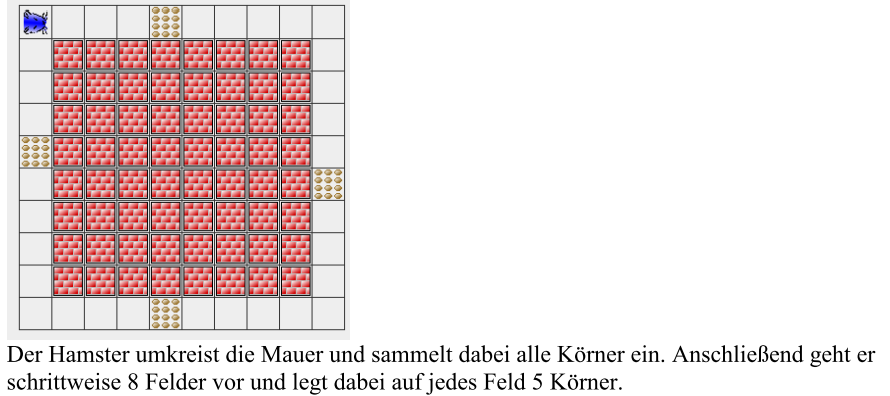 Der Hamster umkreist die Mauer und sammelt dabei alle Körner ein. Anschließend geht er
schrittweise 8 Felder vor und legt dabei auf jedes Feld 5 Körner.